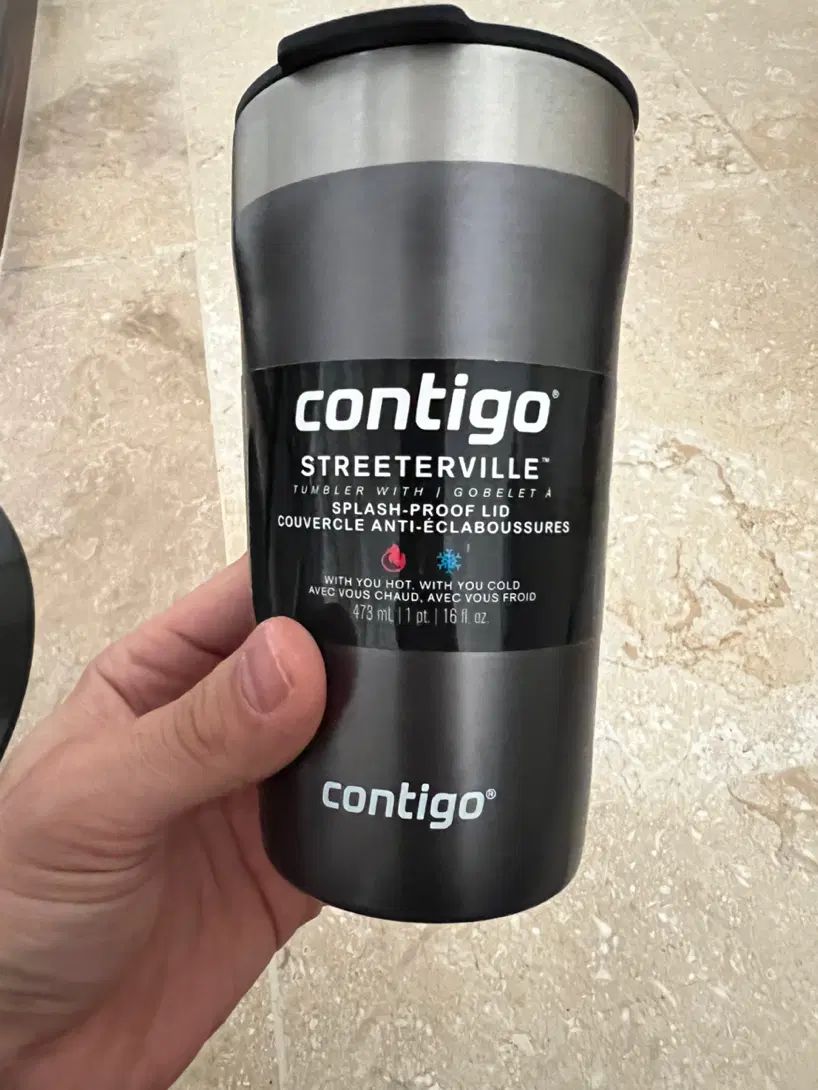 contigo®
STREETERVILLE™
TUMBLER WITH | GOBELET À
SPLASH-PROOF LID
COUVERCLE ANTI-ÉCLABOUSSURES
WITH YOU HOT, WITH YOU COLD
AVEC VOUS CHAUD, AVEC VOUS FROID
473 mL | 1 pt. | 16 fl. oz.
contigo®